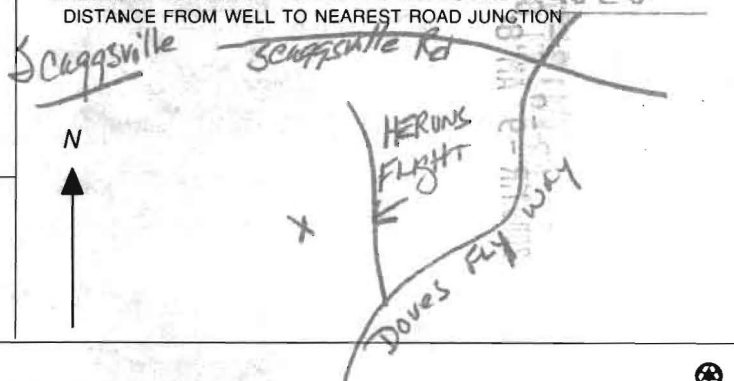 DISTANCE FROM WELL TO NEAREST ROAD JUNCTION
Scaggsville
Scaggsville Rd
N
HERONS
FLIGHT
X
Doves FLY WAY